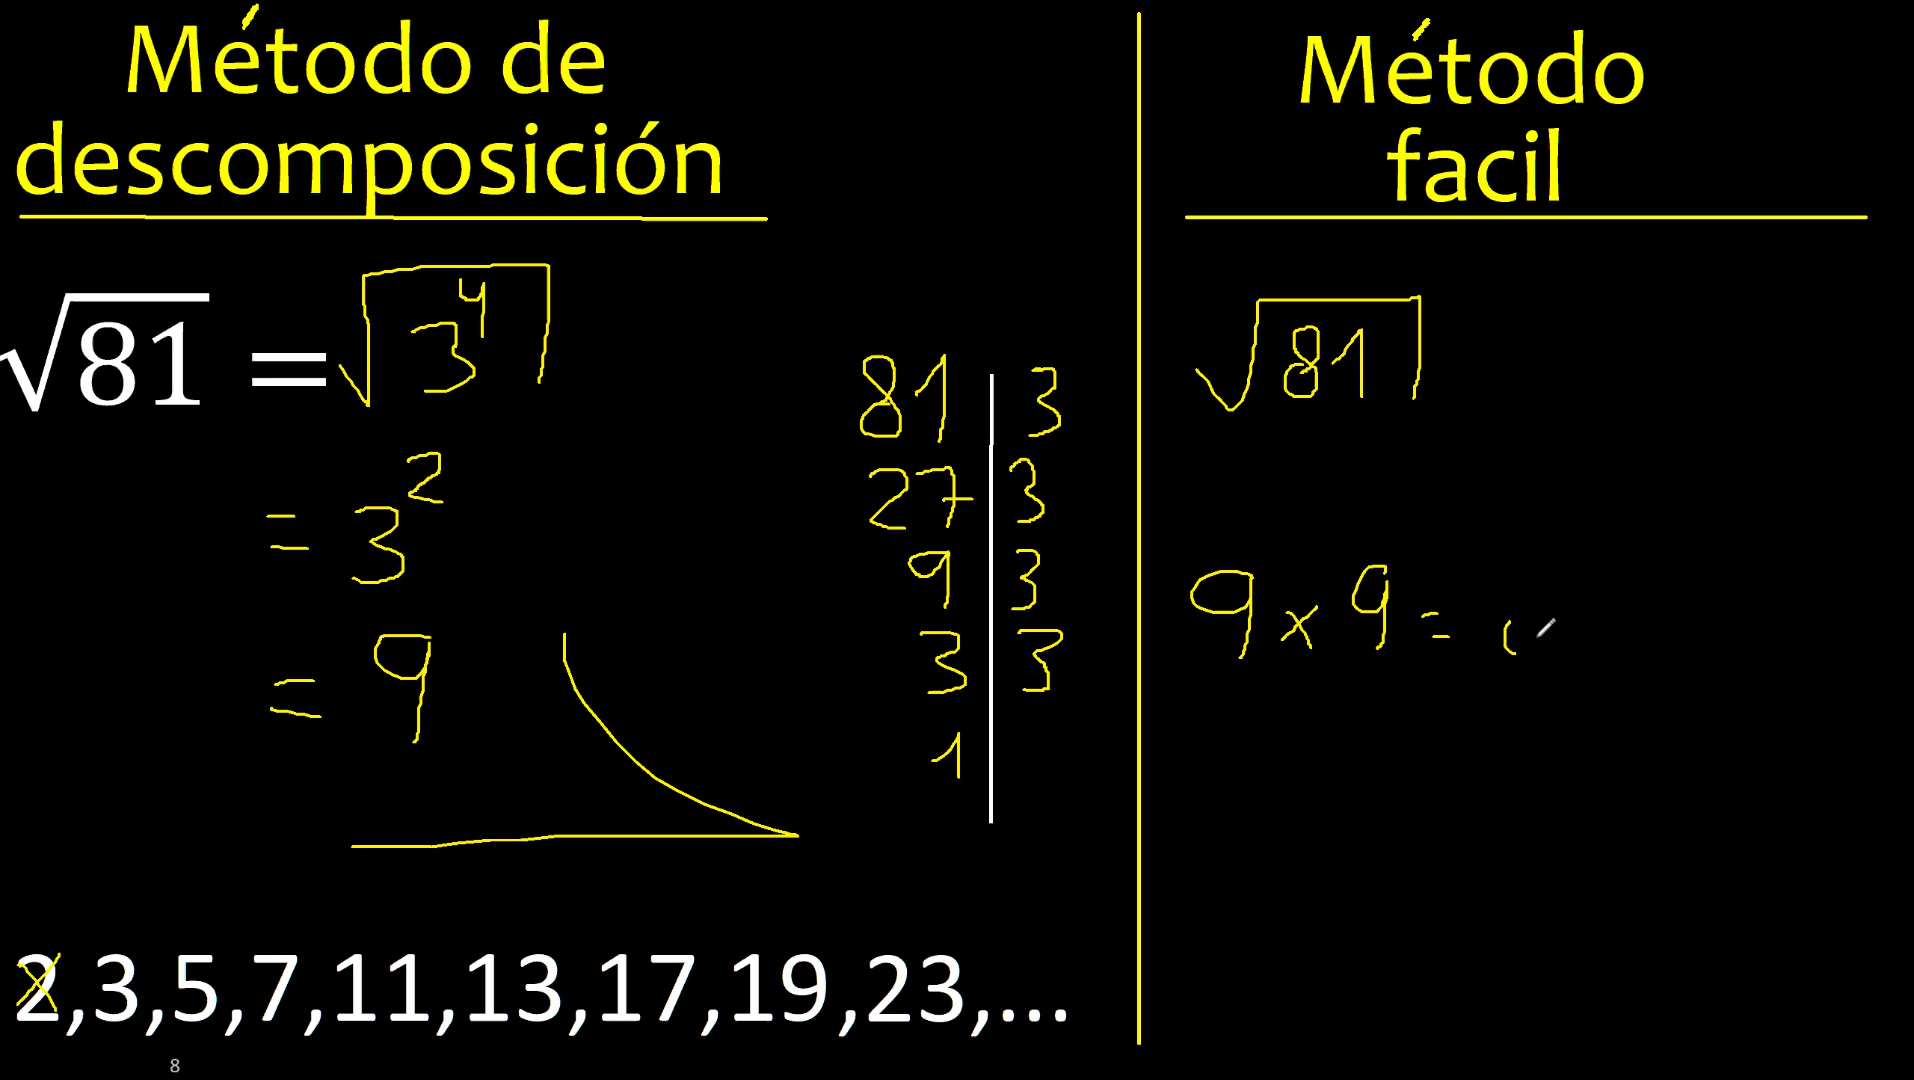 Método de
descomposición
√81 = √3⁴
= 3²
= 9
81 | 3
27 | 3
9 | 3
3 | 3
1
2,3,5,7,11,13,17,19,23,...
8
Método
facil
√81
9 x 9 =